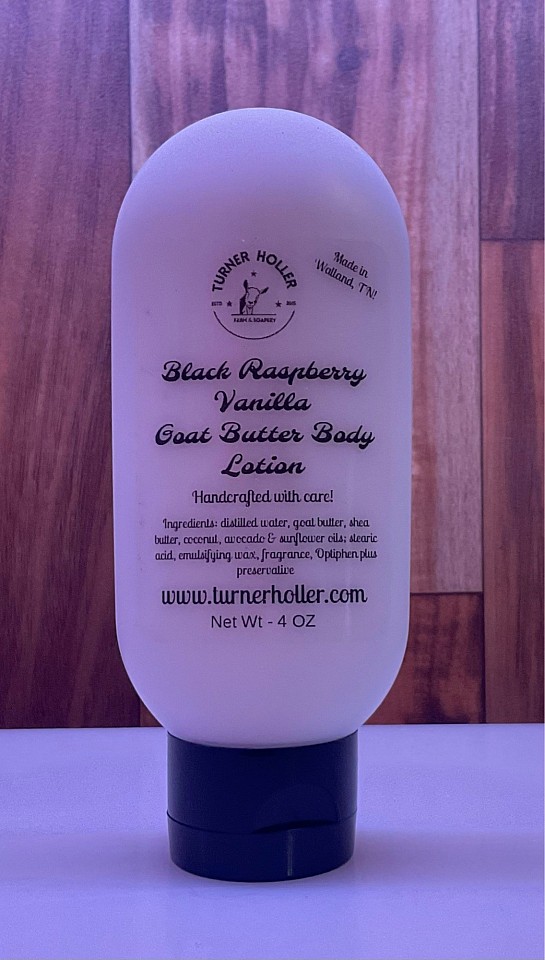 TURNER HOLLER
ESTD 2015
FARM & SOAPERY
Made in
Walland, TN!
Black Raspberry
Vanilla
Goat Butter Body
Lotion
Handcrafted with care!
Ingredients: distilled water, goat butter, shea
butter, coconut, avocado & sunflower oils; stearic
acid, emulsifying wax, fragrance, Optiphen plus
preservative
www.turnerholler.com
Net Wt - 4 OZ